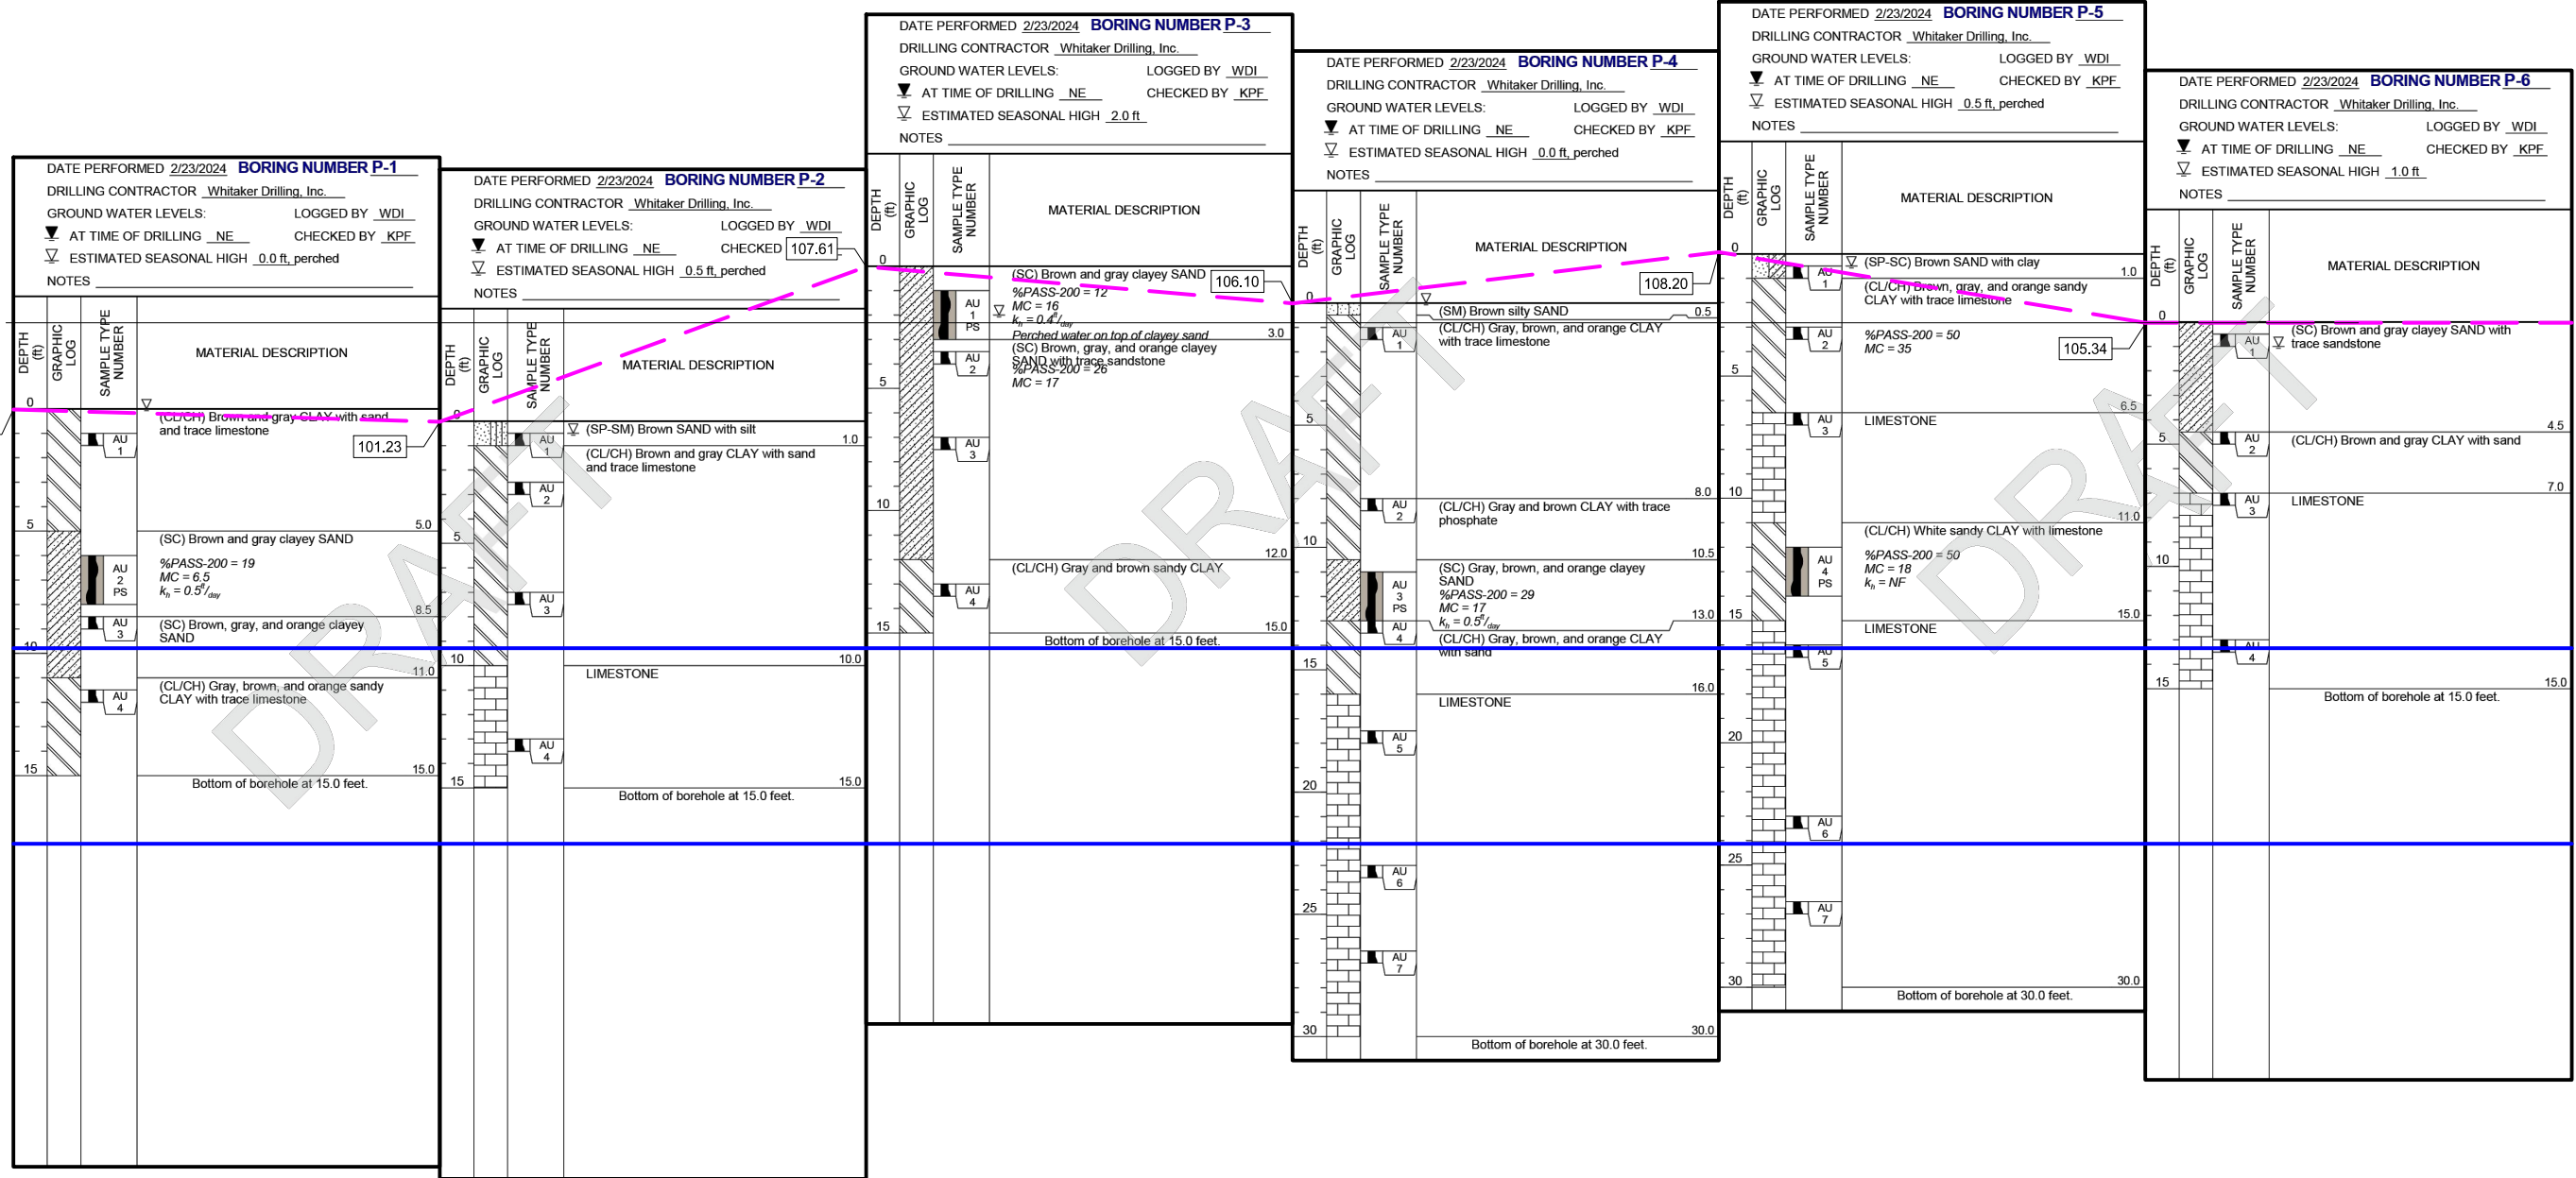 DATE PERFORMED 2/23/2024 BORING NUMBER P-1
DRILLING CONTRACTOR Whitaker Drilling, Inc.
GROUND WATER LEVELS: LOGGED BY WDI
AT TIME OF DRILLING NE CHECKED BY KPF
ESTIMATED SEASONAL HIGH 0.0 ft, perched
NOTES
DEPTH (ft)
GRAPHIC LOG
SAMPLE TYPE NUMBER
MATERIAL DESCRIPTION
0
(CL/CH) Brown and gray CLAY with sand
and trace limestone
AU
1
5
5.0
(SC) Brown and gray clayey SAND
%PASS-200 = 19
MC = 6.5
kh = 0.5ft/day
AU
2
PS
8.5
(SC) Brown, gray, and orange clayey
SAND
AU
3
10
11.0
(CL/CH) Gray, brown, and orange sandy
CLAY with trace limestone
AU
4
15
15.0
Bottom of borehole at 15.0 feet.
DATE PERFORMED 2/23/2024 BORING NUMBER P-2
DRILLING CONTRACTOR Whitaker Drilling, Inc.
GROUND WATER LEVELS: LOGGED BY WDI
AT TIME OF DRILLING NE CHECKED
ESTIMATED SEASONAL HIGH 0.5 ft, perched
NOTES
101.23
DEPTH (ft)
GRAPHIC LOG
SAMPLE TYPE NUMBER
MATERIAL DESCRIPTION
0
(SP-SM) Brown SAND with silt
AU
1
1.0
(CL/CH) Brown and gray CLAY with sand
and trace limestone
AU
2
5
AU
3
10
10.0
LIMESTONE
AU
4
15
15.0
Bottom of borehole at 15.0 feet.
DATE PERFORMED 2/23/2024 BORING NUMBER P-3
DRILLING CONTRACTOR Whitaker Drilling, Inc.
GROUND WATER LEVELS: LOGGED BY WDI
AT TIME OF DRILLING NE CHECKED BY KPF
ESTIMATED SEASONAL HIGH 2.0 ft
NOTES
107.61
DEPTH (ft)
GRAPHIC LOG
SAMPLE TYPE NUMBER
MATERIAL DESCRIPTION
0
(SC) Brown and gray clayey SAND
%PASS-200 = 12
MC = 16
kh = 0.4ft/day
Perched water on top of clayey sand
AU
1
PS
3.0
(SC) Brown, gray, and orange clayey
SAND with trace sandstone
%PASS-200 = 26
MC = 17
AU
2
5
AU
3
10
12.0
(CL/CH) Gray and brown sandy CLAY
AU
4
15
15.0
Bottom of borehole at 15.0 feet.
DATE PERFORMED 2/23/2024 BORING NUMBER P-4
DRILLING CONTRACTOR Whitaker Drilling, Inc.
GROUND WATER LEVELS: LOGGED BY WDI
AT TIME OF DRILLING NE CHECKED BY KPF
ESTIMATED SEASONAL HIGH 0.0 ft, perched
NOTES
106.10
DEPTH (ft)
GRAPHIC LOG
SAMPLE TYPE NUMBER
MATERIAL DESCRIPTION
0
(SM) Brown silty SAND
0.5
(CL/CH) Gray, brown, and orange CLAY
with trace limestone
AU
1
5
8.0
(CL/CH) Gray and brown CLAY with trace
phosphate
AU
2
10
10.5
(SC) Gray, brown, and orange clayey
SAND
%PASS-200 = 29
MC = 17
kh = 0.5ft/day
AU
3
PS
13.0
(CL/CH) Gray, brown, and orange CLAY
with sand
AU
4
15
16.0
LIMESTONE
AU
5
20
AU
6
25
AU
7
30
30.0
Bottom of borehole at 30.0 feet.
DATE PERFORMED 2/23/2024 BORING NUMBER P-5
DRILLING CONTRACTOR Whitaker Drilling, Inc.
GROUND WATER LEVELS: LOGGED BY WDI
AT TIME OF DRILLING NE CHECKED BY KPF
ESTIMATED SEASONAL HIGH 0.5 ft, perched
NOTES
108.20
DEPTH (ft)
GRAPHIC LOG
SAMPLE TYPE NUMBER
MATERIAL DESCRIPTION
0
(SP-SC) Brown SAND with clay
AU
1
1.0
(CL/CH) Brown, gray, and orange sandy
CLAY with trace limestone
%PASS-200 = 50
MC = 35
AU
2
5
6.5
LIMESTONE
AU
3
10
11.0
(CL/CH) White sandy CLAY with limestone
%PASS-200 = 50
MC = 18
kh = NF
AU
4
PS
15
15.0
LIMESTONE
AU
5
20
AU
6
25
AU
7
30
30.0
Bottom of borehole at 30.0 feet.
DATE PERFORMED 2/23/2024 BORING NUMBER P-6
DRILLING CONTRACTOR Whitaker Drilling, Inc.
GROUND WATER LEVELS: LOGGED BY WDI
AT TIME OF DRILLING NE CHECKED BY KPF
ESTIMATED SEASONAL HIGH 1.0 ft
NOTES
105.34
DEPTH (ft)
GRAPHIC LOG
SAMPLE TYPE NUMBER
MATERIAL DESCRIPTION
0
(SC) Brown and gray clayey SAND with
trace sandstone
AU
1
4.5
5
(CL/CH) Brown and gray CLAY with sand
AU
2
7.0
LIMESTONE
AU
3
10
AU
4
15
15.0
Bottom of borehole at 15.0 feet.
DRAFT
DRAFT
DRAFT